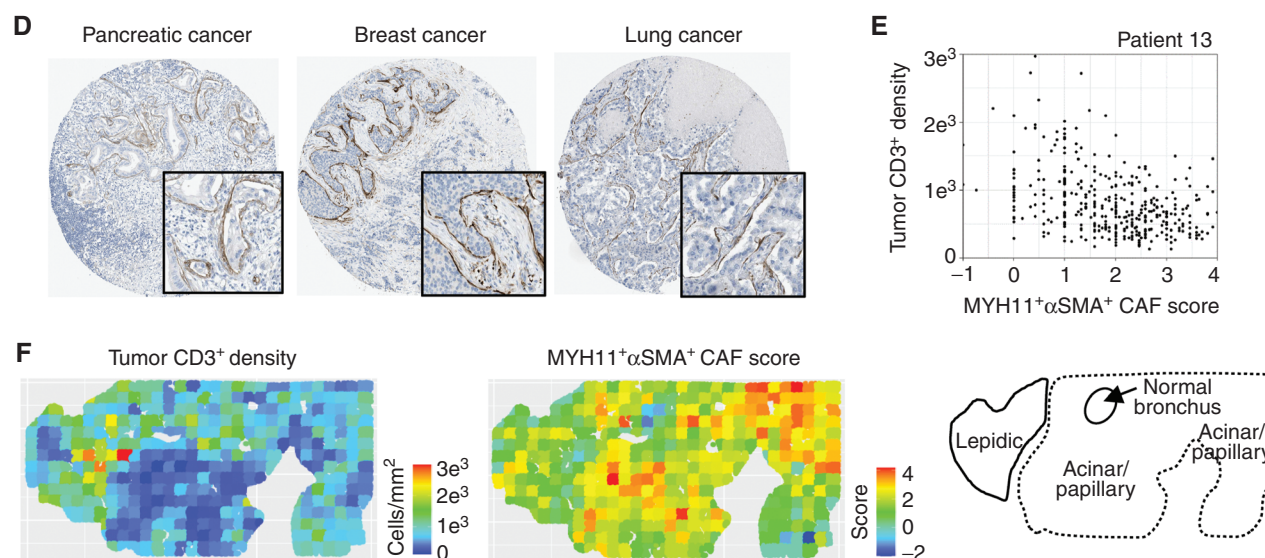 D
Pancreatic cancer
Breast cancer
Lung cancer
E
Patient 13
3e³
2e³
1e³
0
Tumor CD3⁺ density
−1 0 1 2 3 4
MYH11⁺αSMA⁺ CAF score
F
Tumor CD3⁺ density
3e³
2e³
1e³
0
Cells/mm²
MYH11⁺αSMA⁺ CAF score
4
2
0
−2
Score
Lepidic
Normal
bronchus
Acinar/
papillary
Acinar/
papillary